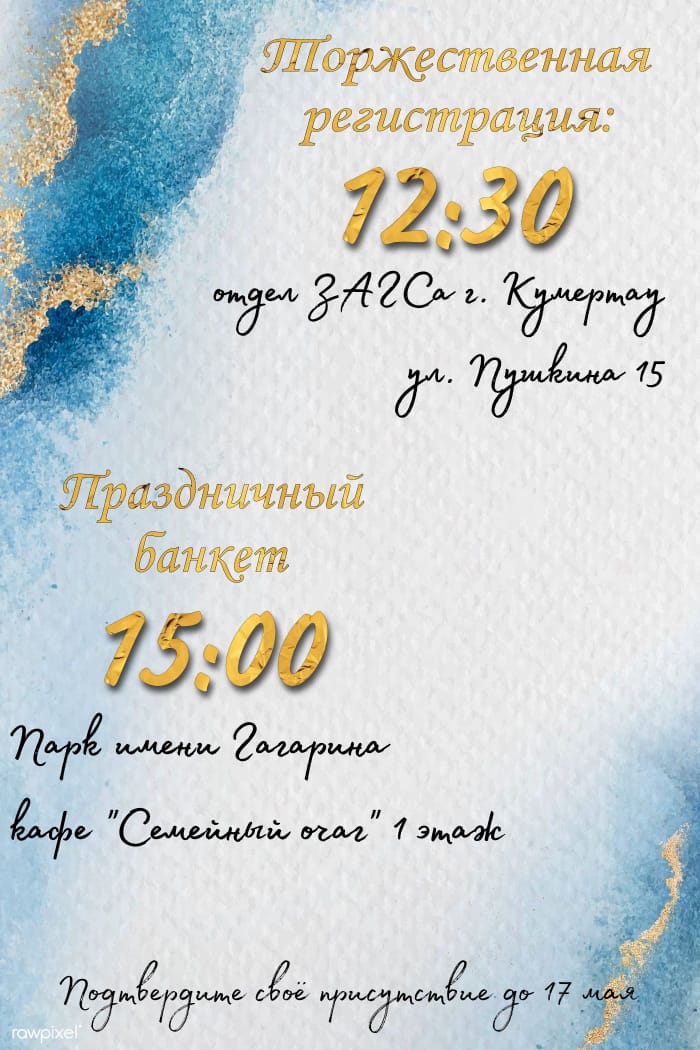 Торжественная
регистрация:
12:30
отдел ЗАГСа г. Кумертау
ул. Пушкина 15
Праздничный
банкет
15:00
Парк имени Гагарина
кафе "Семейный очаг" 1 этаж
Подтвердите своё присутствие до 17 мая
rawpixel